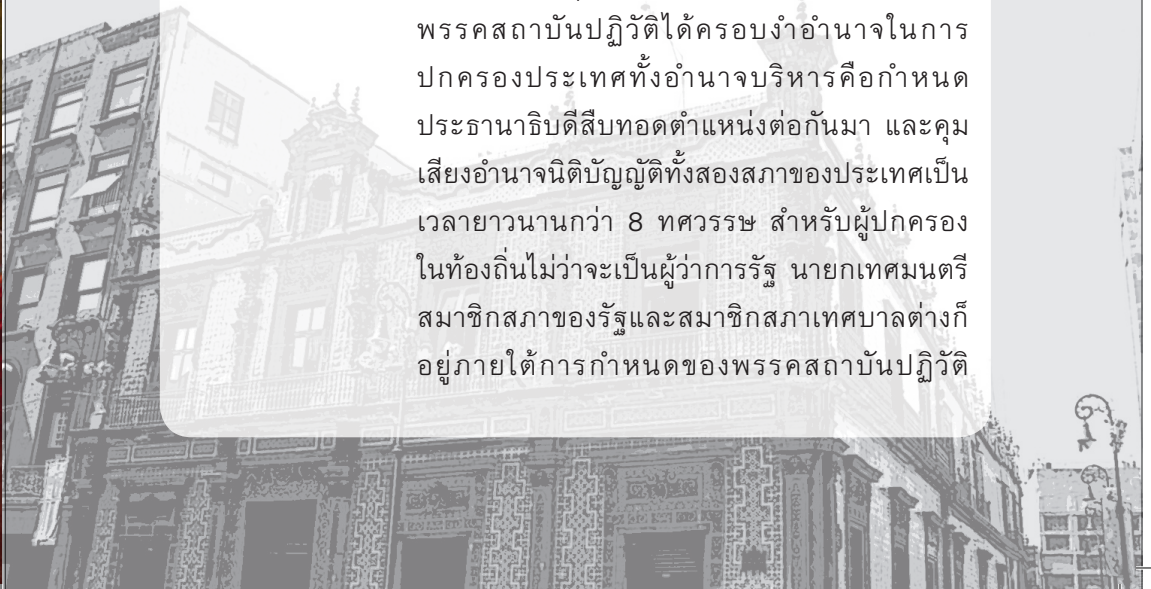 พรรคสถาบันปฏิวัติได้ครอบงำอำนาจในการ
ปกครองประเทศทั้งอำนาจบริหารคือกำหนด
ประธานาธิบดีสืบทอดตำแหน่งต่อกันมา และคุม
เสียงอำนาจนิติบัญญัติทั้งสองสภาของประเทศเป็น
เวลายาวนานกว่า 8 ทศวรรษ สำหรับผู้ปกครอง
ในท้องถิ่นไม่ว่าจะเป็นผู้ว่าการรัฐ นายกเทศมนตรี
สมาชิกสภาของรัฐและสมาชิกสภาเทศบาลต่างก็
อยู่ภายใต้การกำหนดของพรรคสถาบันปฏิวัติ